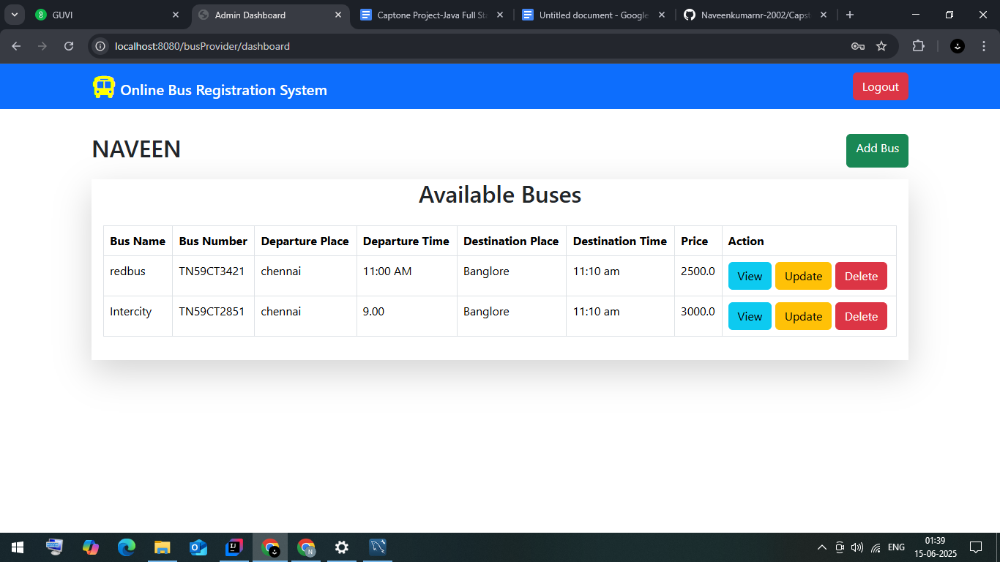 GUVI
Admin Dashboard
Captone Project-Java Full Sta
Untitled document - Google
Naveenkumarnr-2002/Capst
localhost:8080/busProvider/dashboard
Online Bus Registration System
Logout
NAVEEN
Add Bus
Available Buses
Bus Name Bus Number Departure Place Departure Time Destination Place Destination Time Price Action
redbus TN59CT3421 chennai 11:00 AM Banglore 11:10 am 2500.0 View Update Delete
Intercity TN59CT2851 chennai 9.00 Banglore 11:10 am 3000.0 View Update Delete
ENG
01:39
15-06-2025